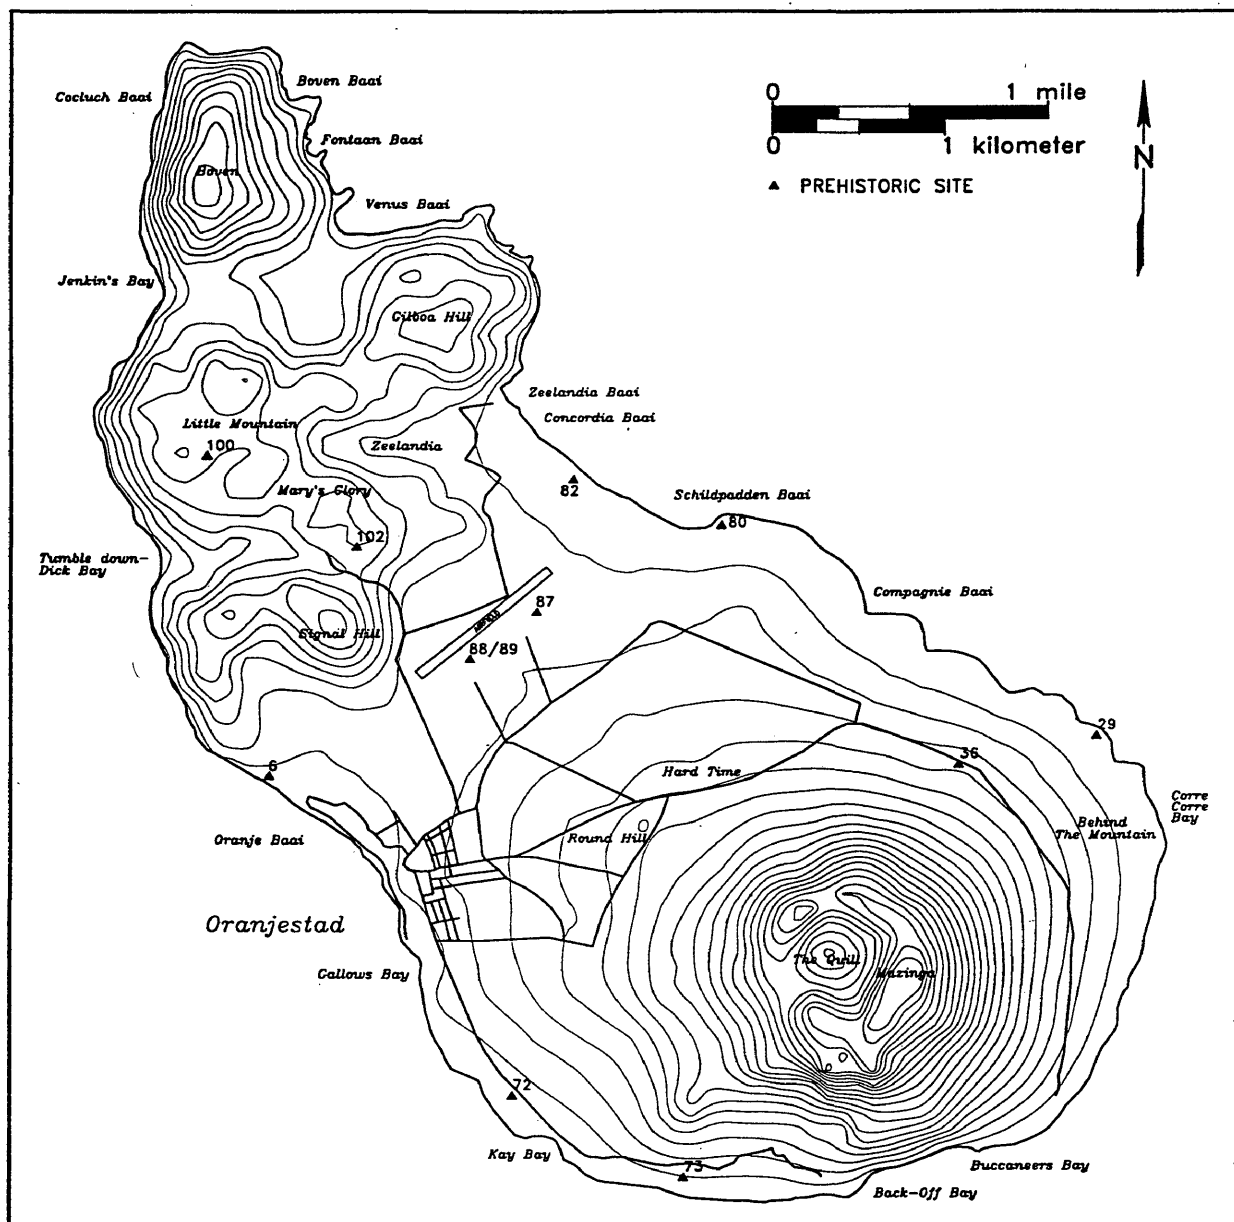 Boven Baai
Cocluch Baai
0 1 mile
Fontaan Baai
0 1 kilometer
N
Boven
▲ PREHISTORIC SITE
Venus Baai
Jenkin's Bay
Gilboa Hill
Zeelandia Baai
Concordia Baai
Little Mountain
100
Zeelandia
Mary's Glory
82
Schildpadden Baai
80
102
Tumble down-
Dick Bay
Compagnie Baai
87
Signal Hill
88/89
29
6
36
Hard Time
Corre
Corre
Bay
Oranje Baai
Round Hill
Behind
The Mountain
Oranjestad
The Quill
Mazinga
Gallows Bay
72
Kay Bay
73
Buccaneers Bay
Back-Off Bay